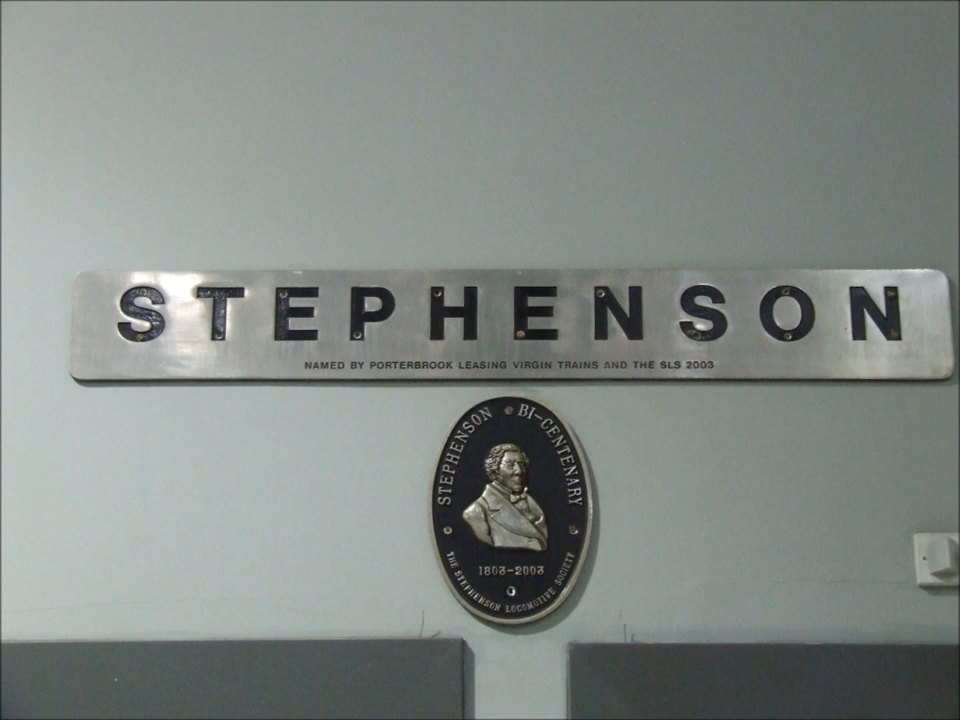 STEPHENSON
NAMED BY PORTERBROOK LEASING VIRGIN TRAINS AND THE SLS 2003
STEPHENSON BI-CENTENARY
1803-2003
THE STEPHENSON LOCOMOTIVE SOCIETY